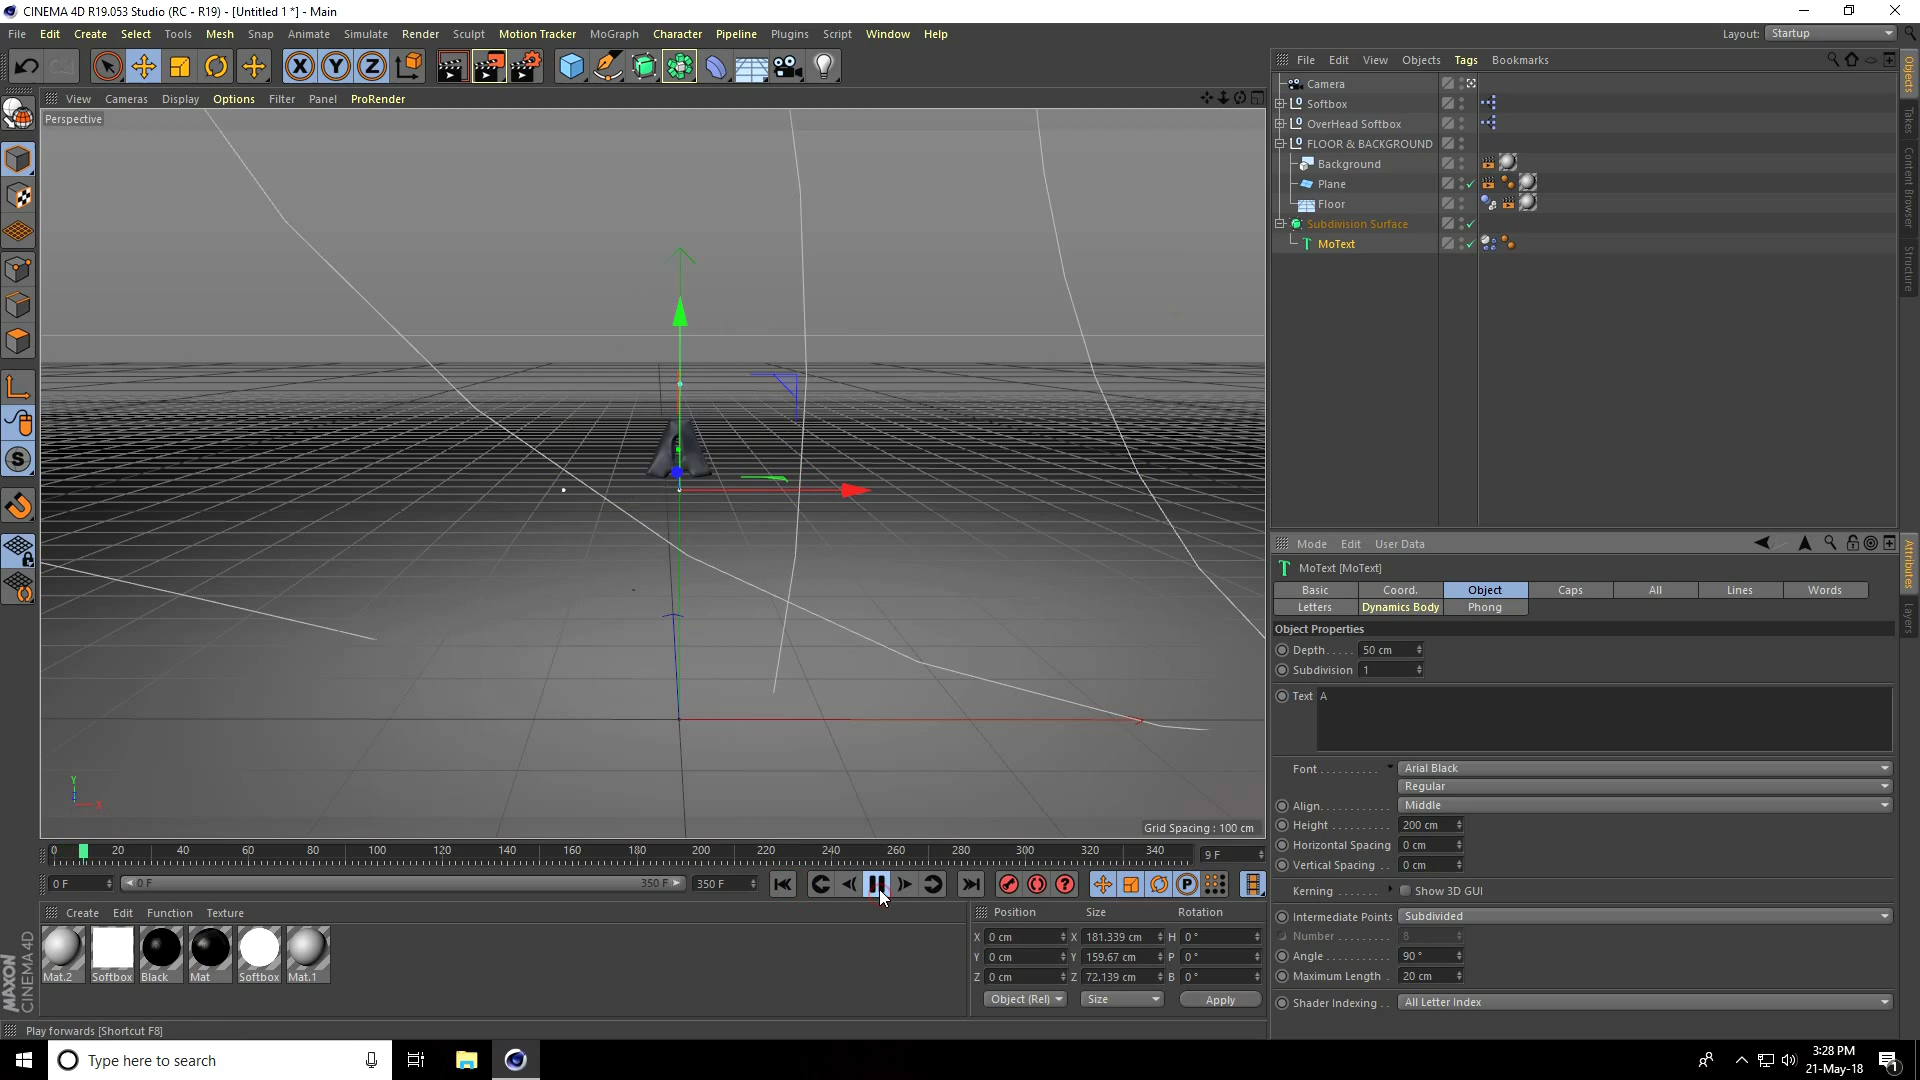 CINEMA 4D R19.053 Studio (RC - R19) - [Untitled 1 *] - Main
File Edit Create Select Tools Mesh Snap Animate Simulate Render Sculpt Motion Tracker MoGraph Character Pipeline Plugins Script Window Help
Layout: Startup
View Cameras Display Options Filter Panel ProRender
Perspective
Y
X
Grid Spacing : 100 cm
File Edit View Objects Tags Bookmarks
Camera
Softbox
OverHead Softbox
FLOOR & BACKGROUND
Background
Plane
Floor
Subdivision Surface
MoText
Objects
Takes
Content Browser
Structure
Mode Edit User Data
MoText [MoText]
Basic Coord. Object Caps All Lines Words
Letters Dynamics Body Phong
Object Properties
Depth..... 50 cm
Subdivision 1
Text A
Font.......... Arial Black
Regular
Align............ Middle
Height .......... 200 cm
Horizontal Spacing 0 cm
Vertical Spacing .. 0 cm
Kerning ....... Show 3D GUI
Intermediate Points Subdivided
Number......... 8
Angle........... 90 °
Maximum Length . 20 cm
Shader Indexing . . All Letter Index
Attributes
Layers
0 20 40 60 80 100 120 140 160 180 200 220 240 260 280 300 320 340
9 F
0 F 0 F 350 F 350 F
Create Edit Function Texture
Mat.2 Softbox Black Mat Softbox Mat.1
Position Size Rotation
X 0 cm X 181.339 cm H 0 °
Y 0 cm Y 159.67 cm P 0 °
Z 0 cm Z 72.139 cm B 0 °
Object (Rel) Size Apply
MAXON
CINEMA 4D
Play forwards [Shortcut F8]
Type here to search
3:28 PM
21-May-18
1